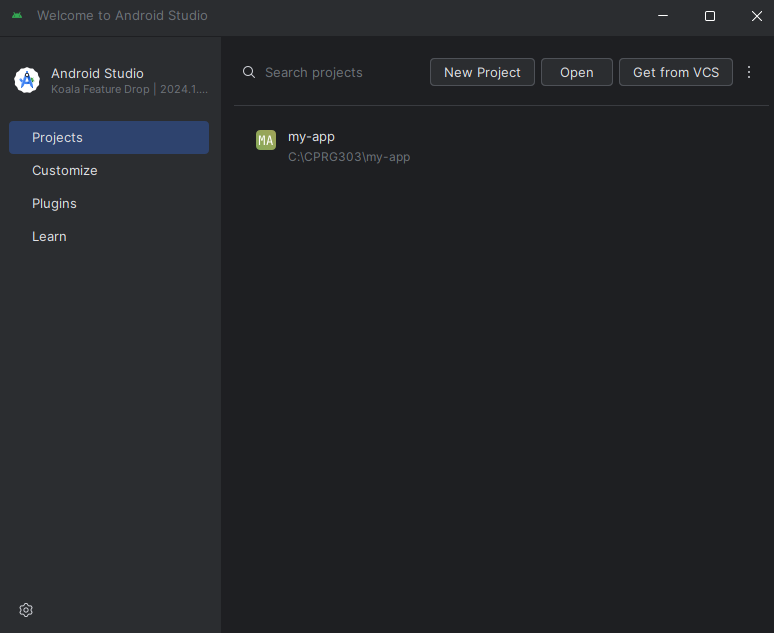 Welcome to Android Studio
Android Studio
Koala Feature Drop | 2024.1....
Projects
Customize
Plugins
Learn
Search projects
New Project
Open
Get from VCS
MA
my-app
C:\CPRG303\my-app